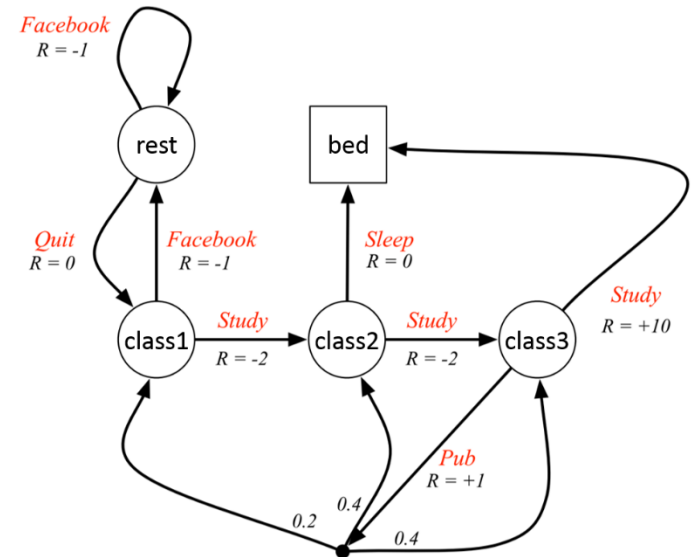 Facebook
R = -1
rest
bed
Quit
R = 0
Facebook
R = -1
Sleep
R = 0
Study
R = +10
class1
Study
R = -2
class2
Study
R = -2
class3
Pub
R = +1
0.2
0.4
0.4